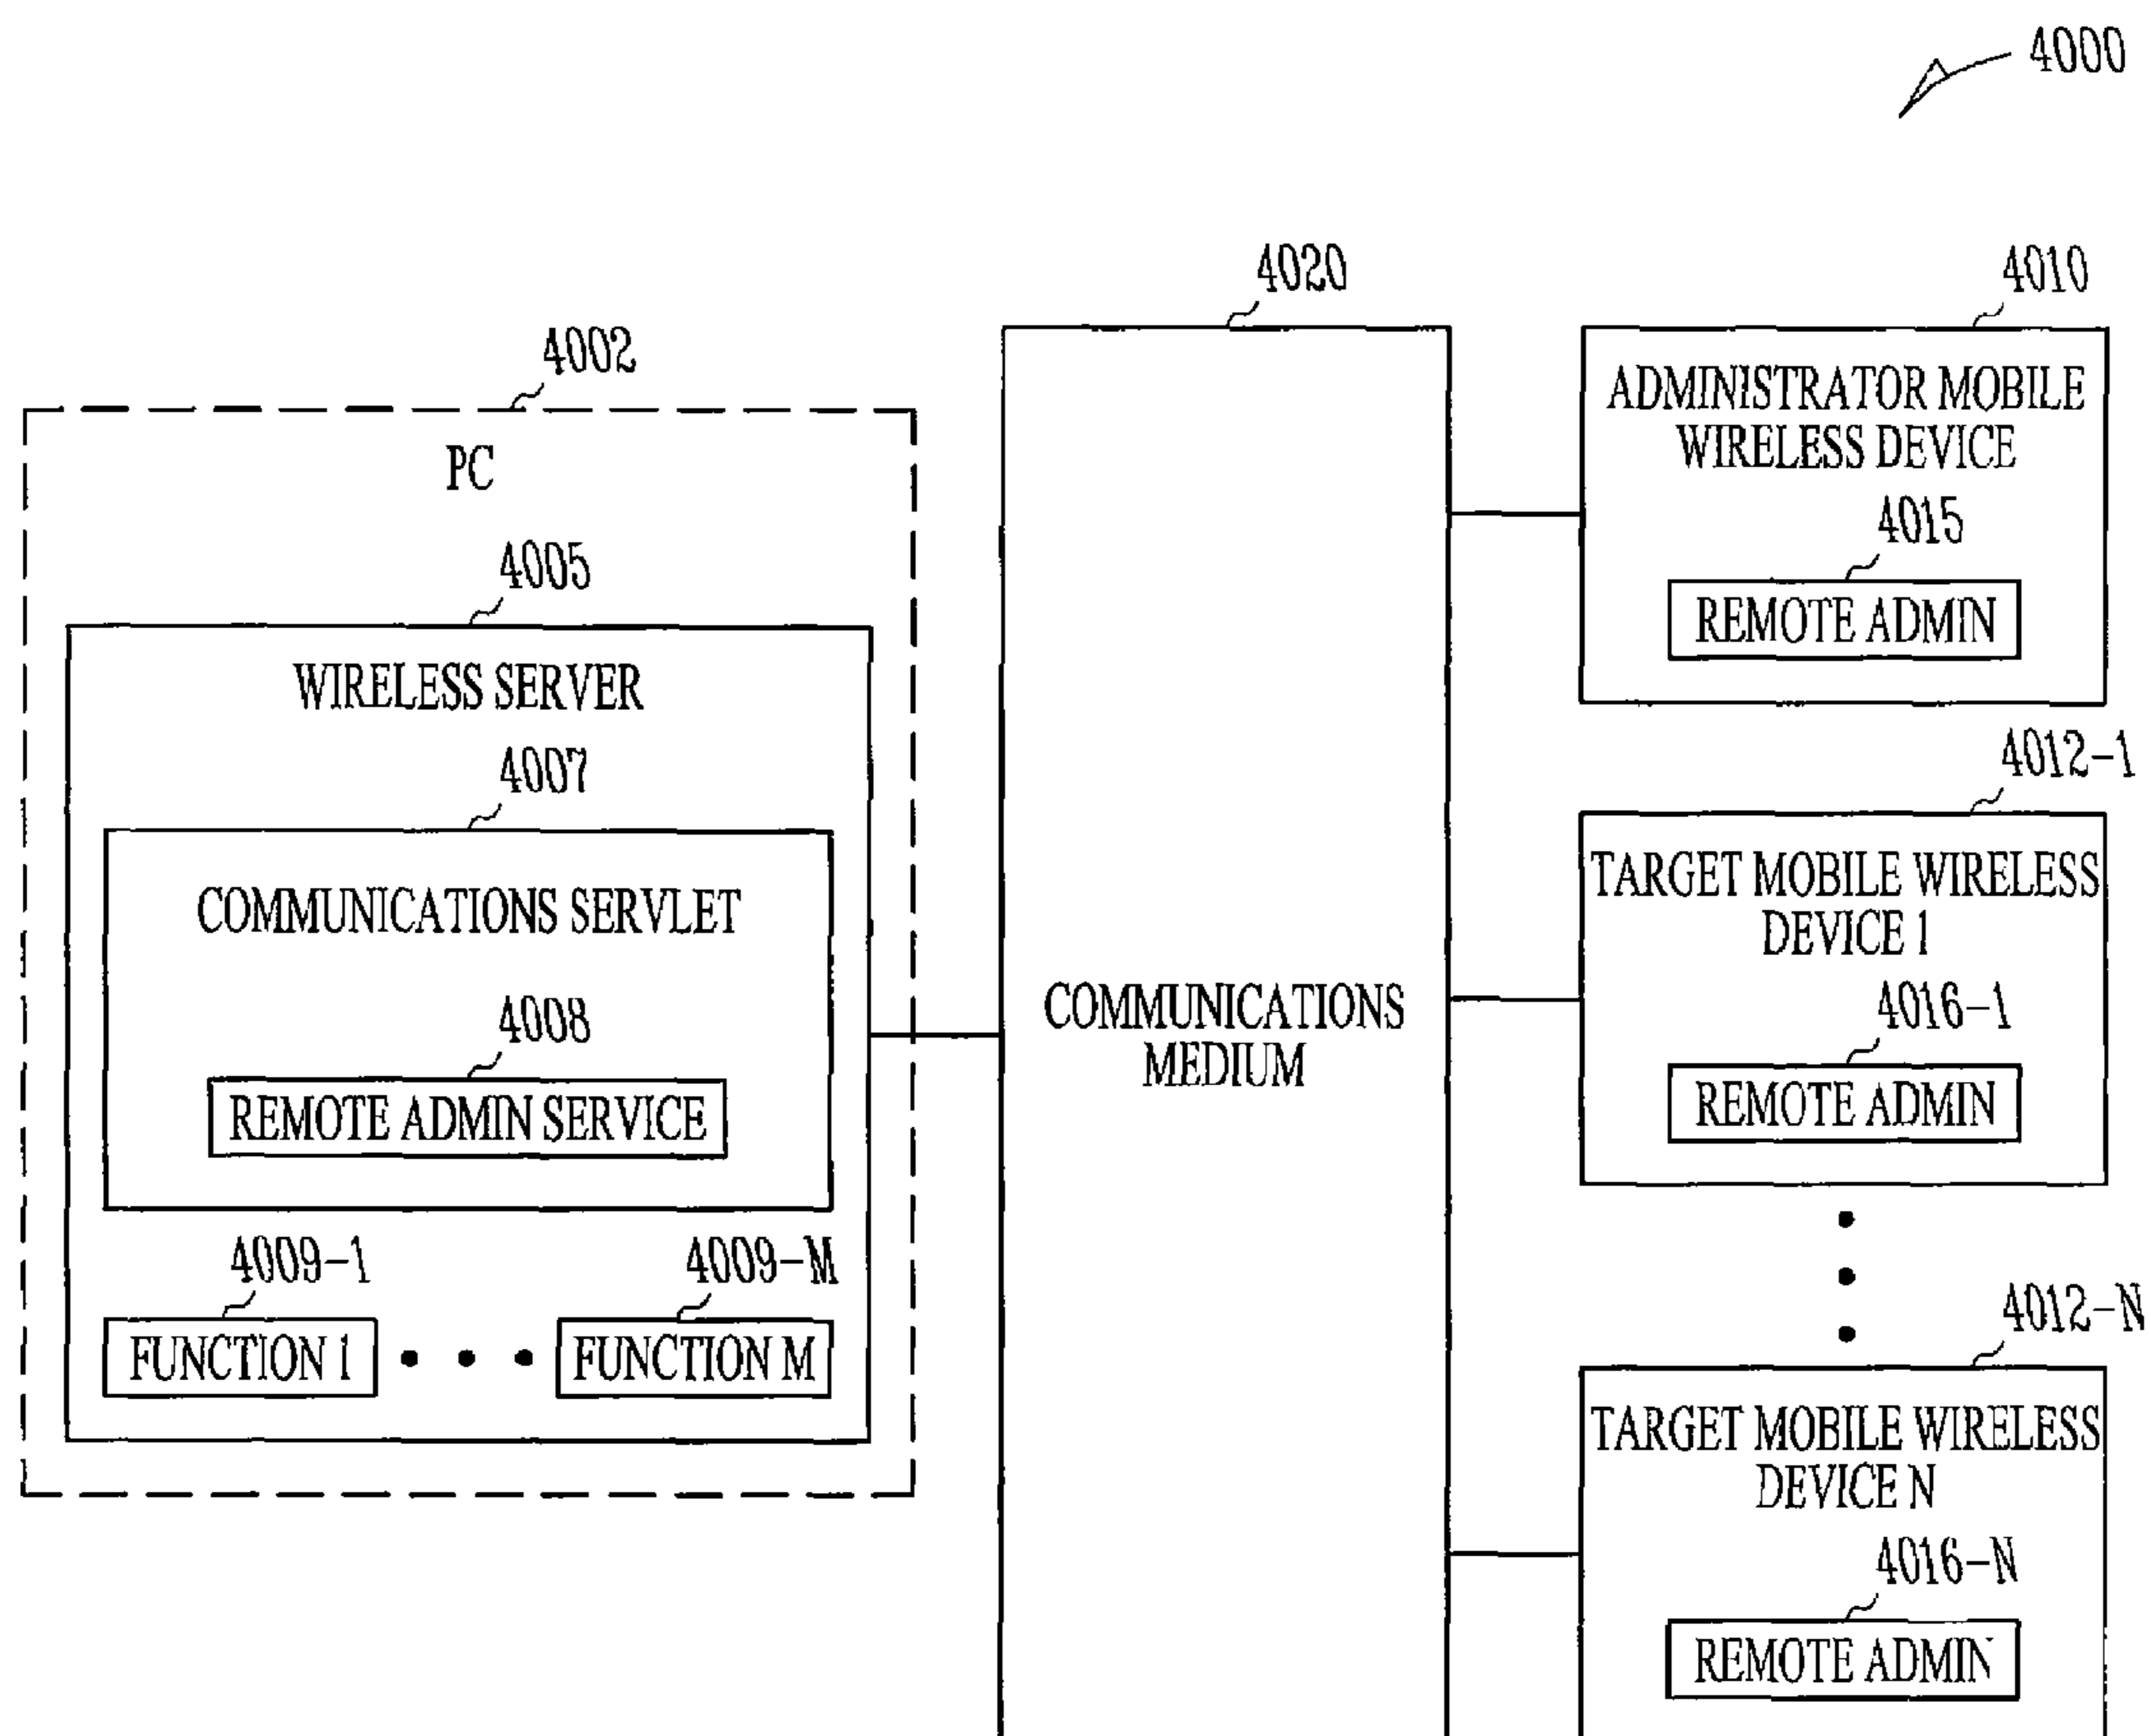 4000
4002
PC
4005
WIRELESS SERVER
4007
COMMUNICATIONS SERVLET
4008
REMOTE ADMIN SERVICE
4009-1
FUNCTION 1
4009-M
FUNCTION M
4020
COMMUNICATIONS
MEDIUM
4010
ADMINISTRATOR MOBILE
WIRELESS DEVICE
4015
REMOTE ADMIN
4012-1
TARGET MOBILE WIRELESS
DEVICE 1
4016-1
REMOTE ADMIN
4012-N
TARGET MOBILE WIRELESS
DEVICE N
4016-N
REMOTE ADMIN